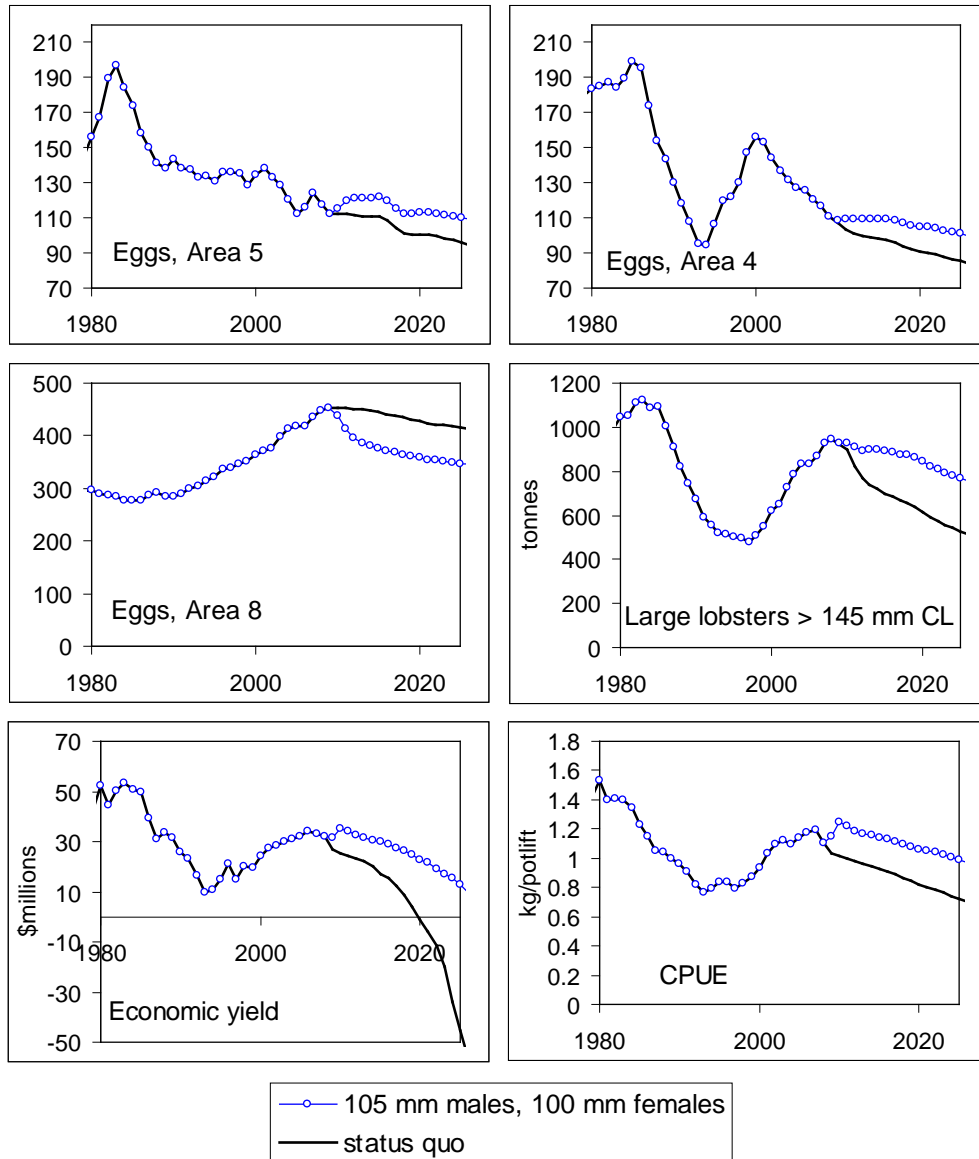 210
190
170
150
130
110
90
70
1980 2000 2020
Eggs, Area 5
210
190
170
150
130
110
90
70
1980 2000 2020
Eggs, Area 4
500
400
300
200
100
0
1980 2000 2020
Eggs, Area 8
tonnes
1200
1000
800
600
400
200
0
1980 2000 2020
Large lobsters > 145 mm CL
$millions
70
50
30
10
-10
-30
-50
1980 2000 2020
Economic yield
kg/potlift
1.8
1.6
1.4
1.2
1
0.8
0.6
0.4
0.2
0
1980 2000 2020
CPUE
105 mm males, 100 mm females
status quo